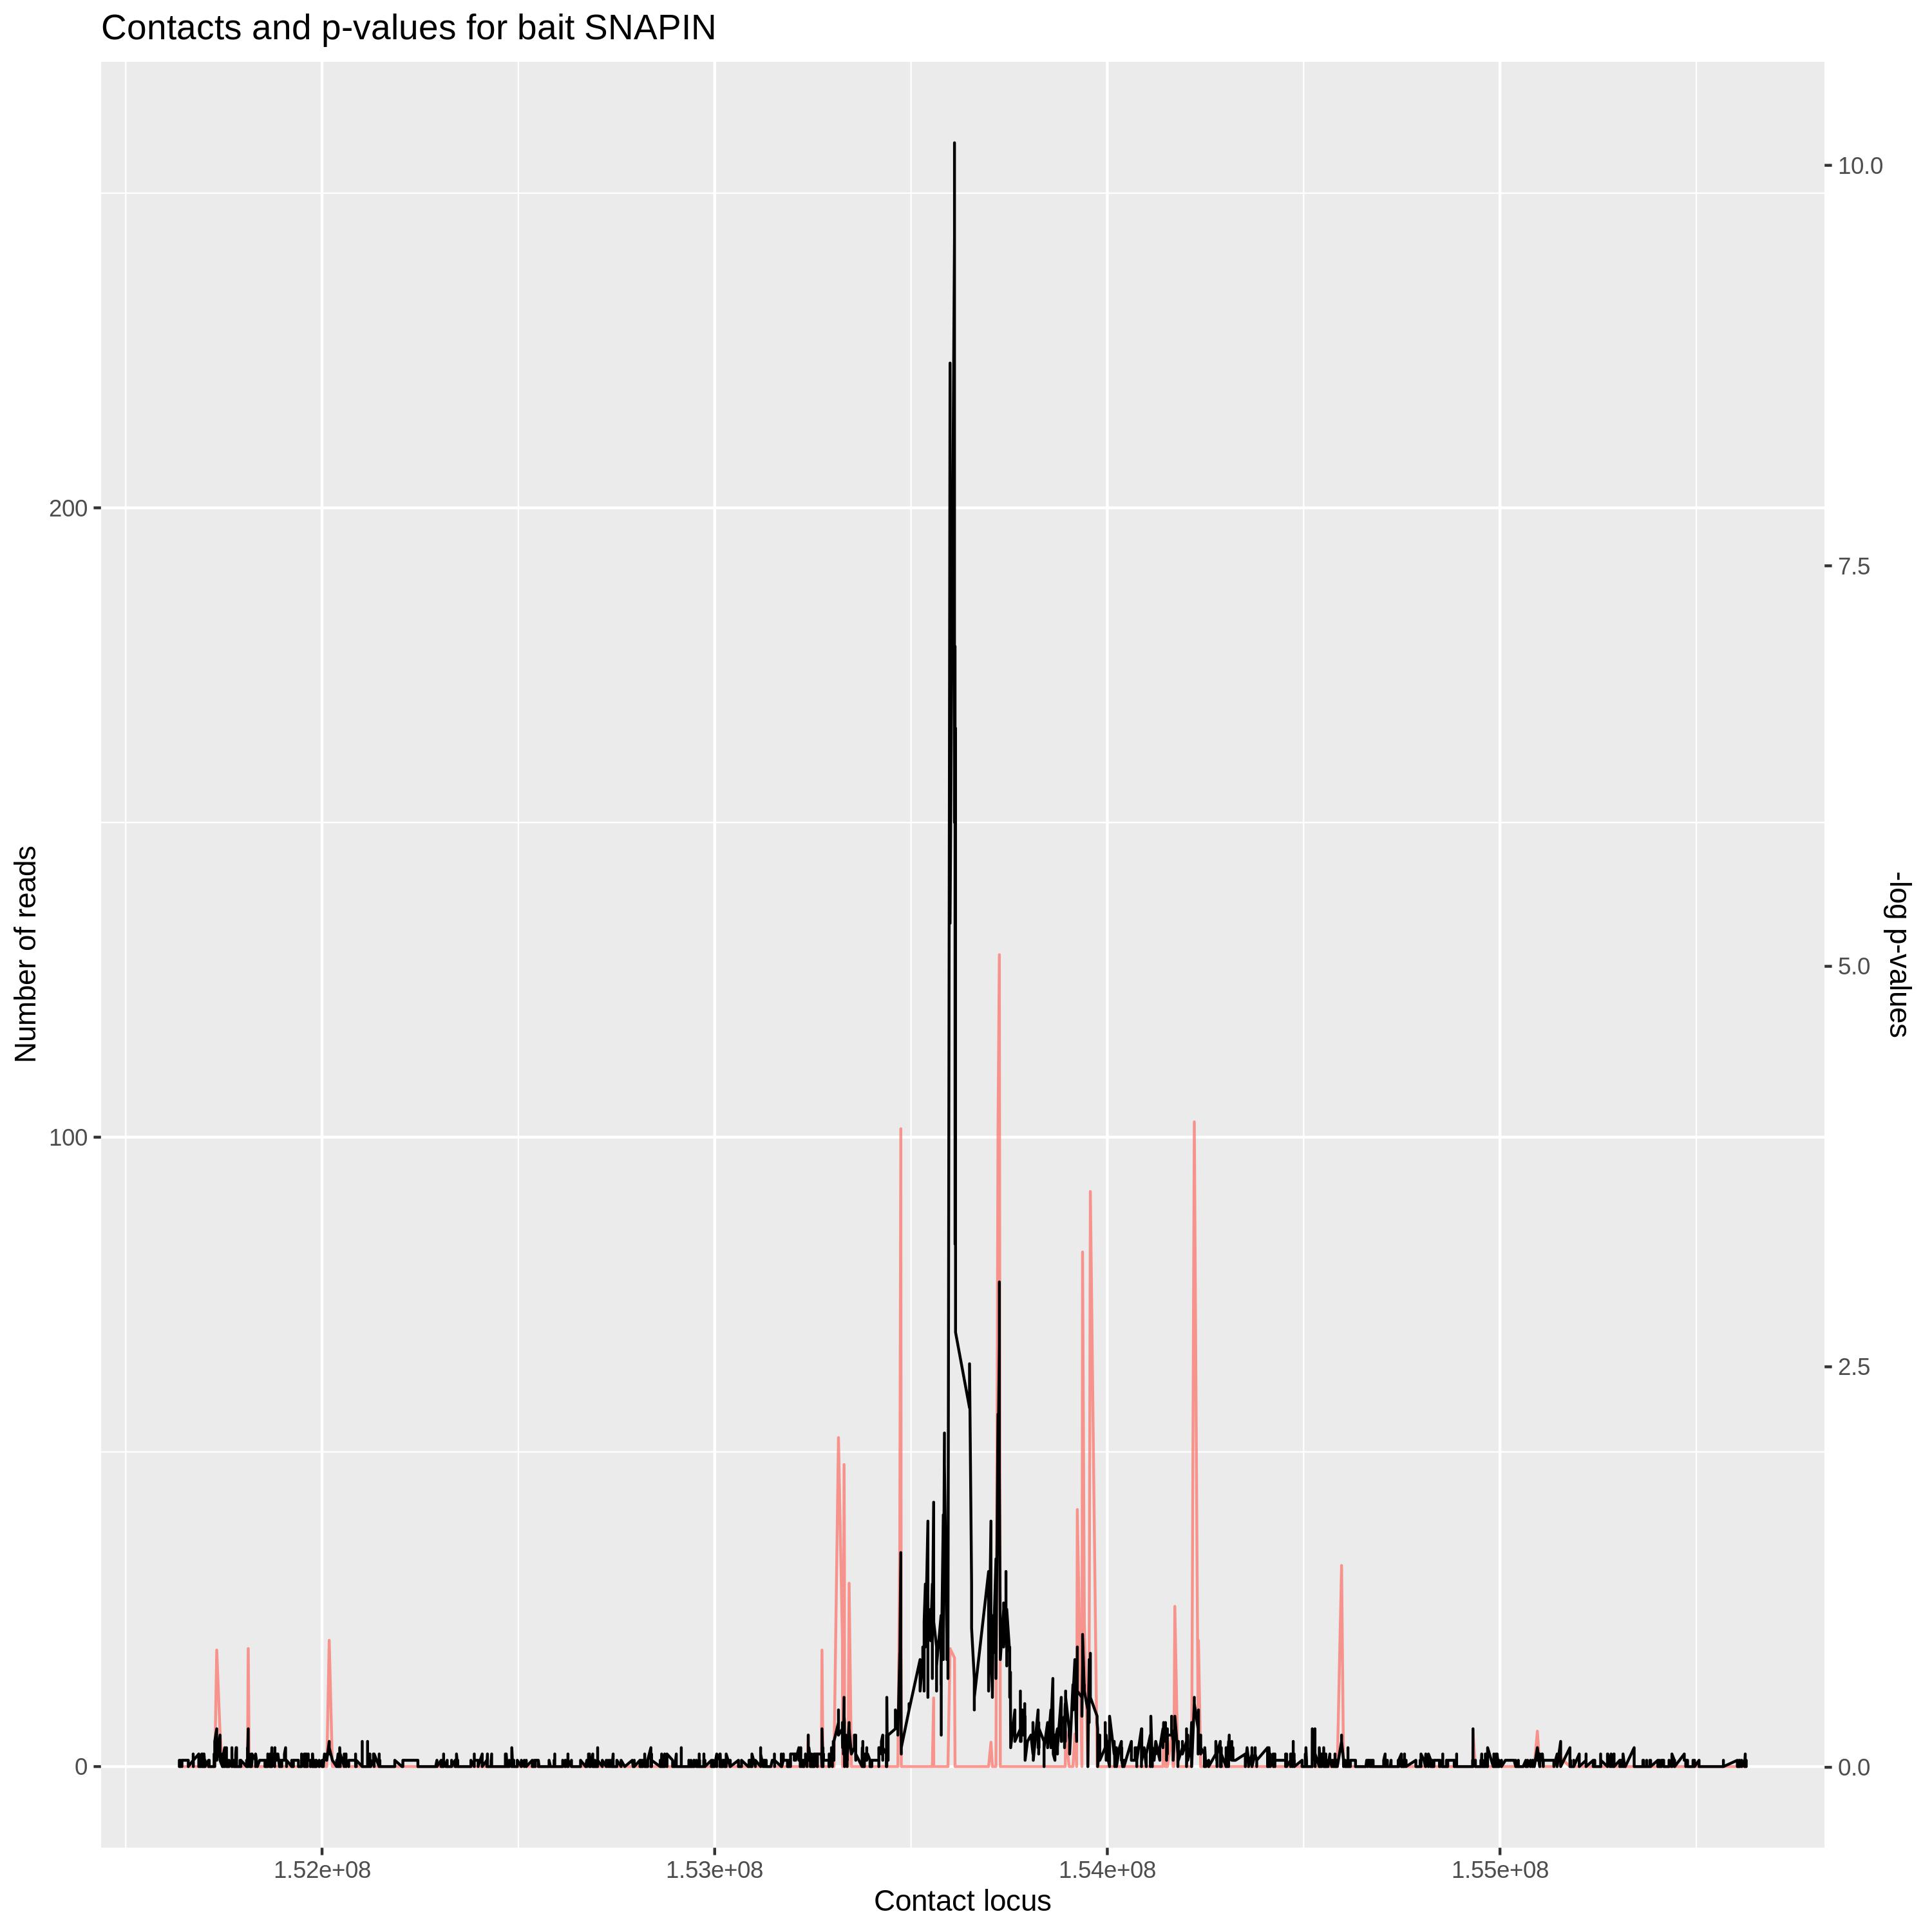 Contacts and p-values for bait SNAPIN
Number of reads
200
100
0
10.0
7.5
5.0
2.5
0.0
-log p-values
1.52e+08
1.53e+08
1.54e+08
1.55e+08
Contact locus